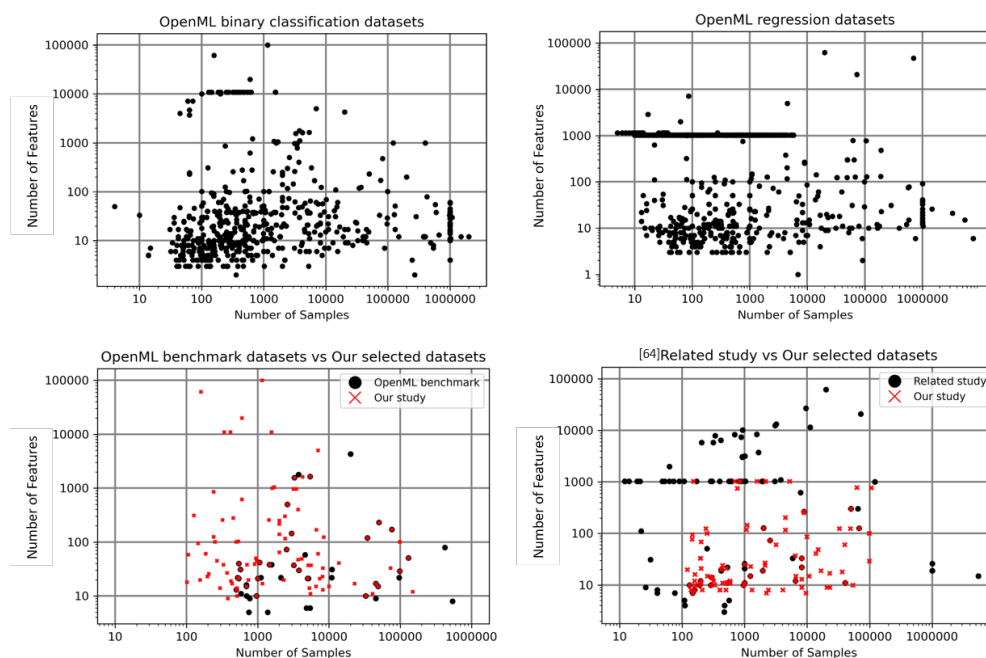 OpenML binary classification datasets
100000
10000
1000
100
10
Number of Features
10
100
1000
10000
100000
1000000
Number of Samples
OpenML regression datasets
100000
10000
1000
100
10
1
Number of Features
10
100
1000
10000
100000
1000000
Number of Samples
OpenML benchmark datasets vs Our selected datasets
OpenML benchmark
Our study
100000
10000
1000
100
10
Number of Features
10
100
1000
10000
100000
1000000
Number of Samples
[64]Related study vs Our selected datasets
Related study
Our study
100000
10000
1000
100
10
Number of Features
10
100
1000
10000
100000
1000000
Number of Samples